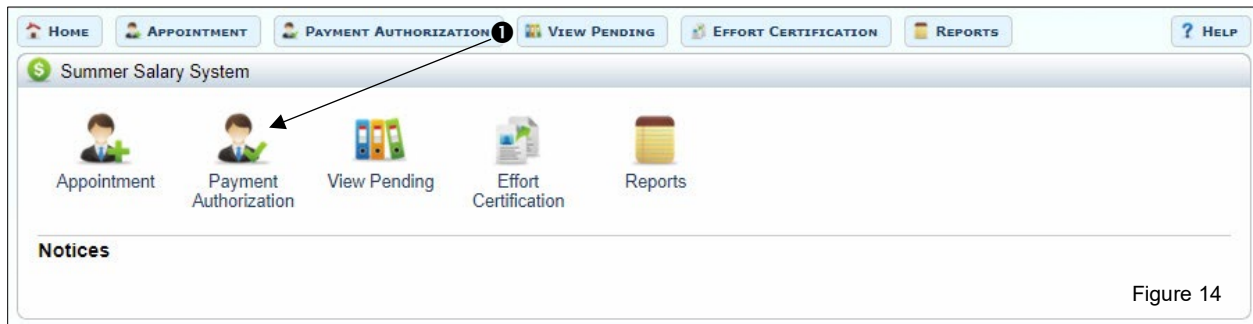 HOME APPOINTMENT PAYMENT AUTHORIZATION ❶ VIEW PENDING EFFORT CERTIFICATION REPORTS ? HELP
$ Summer Salary System
Appointment Payment Authorization View Pending Effort Certification Reports
Notices
Figure 14